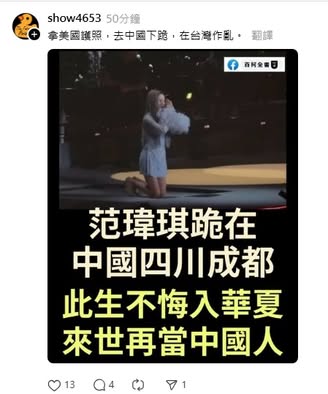 show4653 50分鐘
拿美國護照，去中國下跪，在台灣作亂。 翻譯
百科全書
范瑋琪跪在
中國四川成都
此生不悔入華夏
來世再當中國人
13 4 1